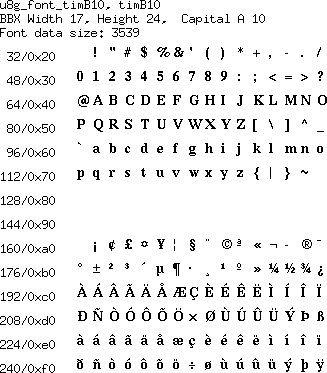 u8g_font_timB10, timB10
BBX Width 17, Height 24,  Capital A 10
Font data size: 3539
32/0x20 ! " # $ % & ' ( ) * + , - . /
48/0x30 0 1 2 3 4 5 6 7 8 9 : ; < = > ?
64/0x40 @ A B C D E F G H I J K L M N O
80/0x50 P Q R S T U V W X Y Z [ \ ] ^ _
96/0x60 ` a b c d e f g h i j k l m n o
112/0x70 p q r s t u v w x y z { | } ~
128/0x80
144/0x90
160/0xa0 ¡ ¢ £ ¤ ¥ ¦ § ¨ © ª « ¬ - ® ¯
176/0xb0 ° ± ² ³ ´ µ ¶ · ¸ ¹ º » ¼ ½ ¾ ¿
192/0xc0 À Á Â Ã Ä Å Æ Ç È É Ê Ë Ì Í Î Ï
208/0xd0 Ð Ñ Ò Ó Ô Õ Ö × Ø Ù Ú Û Ü Ý Þ ß
224/0xe0 à á â ã ä å æ ç è é ê ë ì í î ï
240/0xf0 ð ñ ò ó ô õ ö ÷ ø ù ú û ü ý þ ÿ